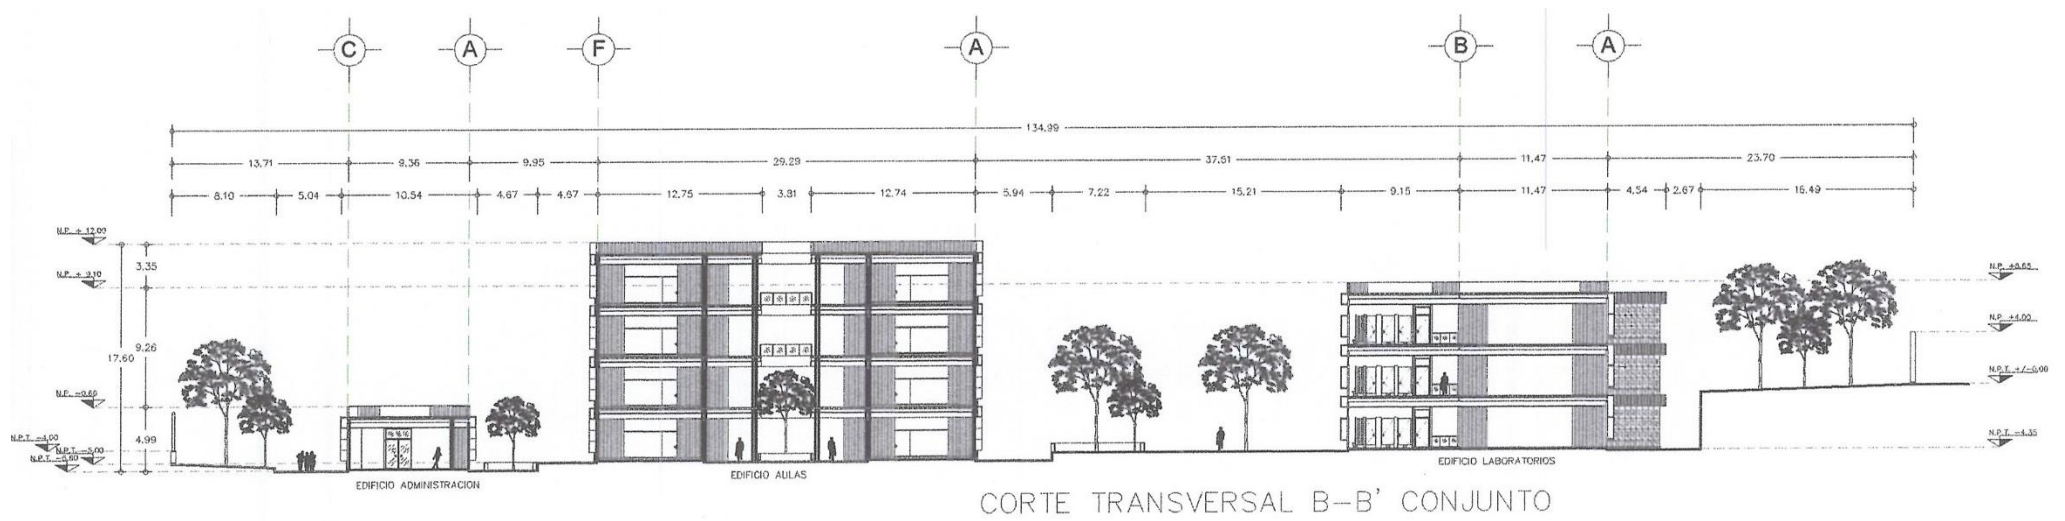 C A F A B A
134.99
13.71 9.36 9.95 29.29 37.51 11.47 23.70
8.10 5.04 10.54 4.67 4.67 12.75 3.81 12.74 5.94 7.22 15.21 9.15 11.47 4.54 2.67 16.49
N.P. + 12.00
3.35
N.P. +8.65
N.P. + 9.10
N.P. +4.00
9.26
17.60
N.P.T. +/-0.00
N.P. -0.60
4.99
N.P.T. -4.35
N.P.T. -5.00
EDIFICIO LABORATORIOS
EDIFICIO AULAS
EDIFICIO ADMINISTRACION
CORTE TRANSVERSAL B-B' CONJUNTO